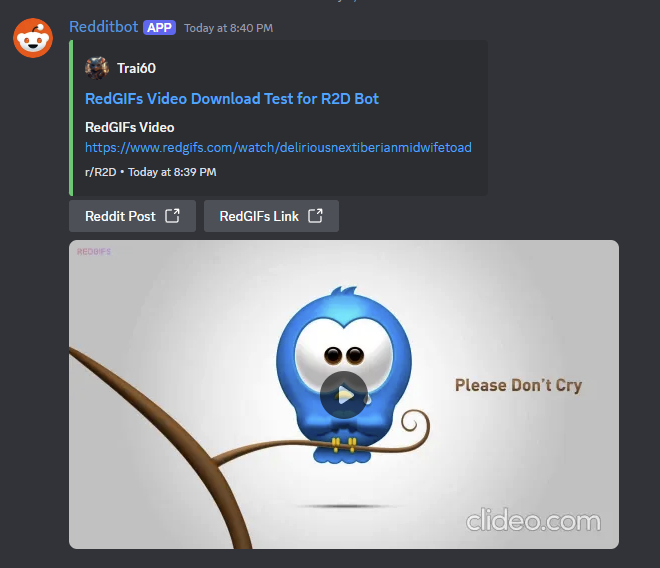 Redditbot APP Today at 8:40 PM
Trai60
RedGIFs Video Download Test for R2D Bot
RedGIFs Video
https://www.redgifs.com/watch/deliriousnextiberianmidwifetoad
r/R2D • Today at 8:39 PM
Reddit Post RedGIFs Link
REDGIFS
Please Don't Cry
clideo.com